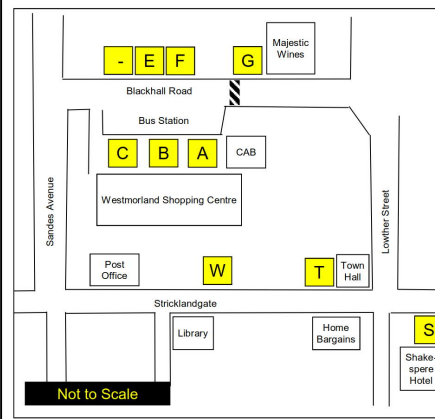 - E F G
Majestic
Wines
Blackhall Road
Bus Station
C B A
CAB
Westmorland Shopping Centre
Sandes Avenue
Lowther Street
Post
Office
W
T
Town
Hall
Stricklandgate
Library
Home
Bargains
S
Shake-
spere
Hotel
Not to Scale